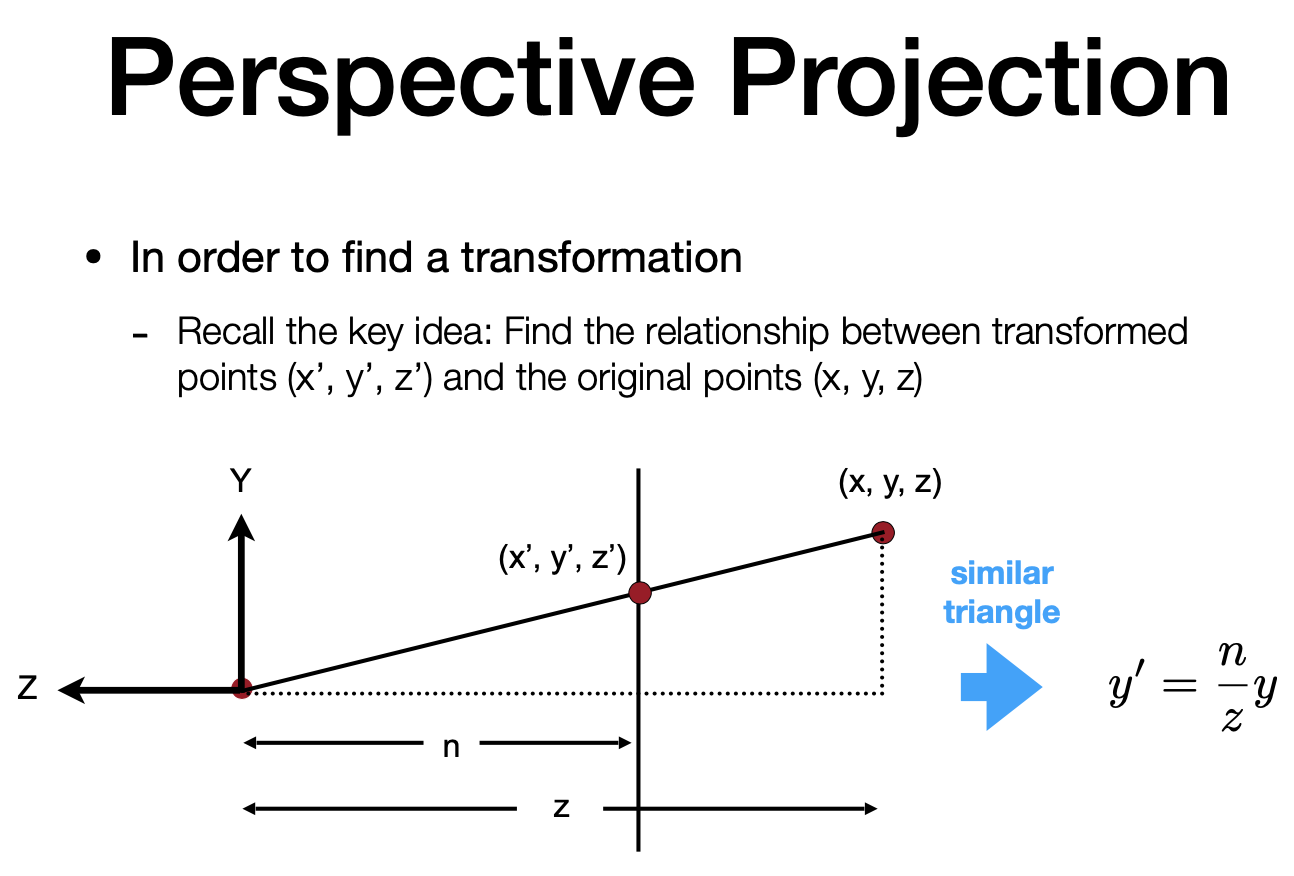 Perspective Projection
• In order to find a transformation
- Recall the key idea: Find the relationship between transformed
points (x’, y’, z’) and the original points (x, y, z)
Y
(x, y, z)
(x’, y’, z’)
similar
triangle
Z
y′ = n/z y
n
z